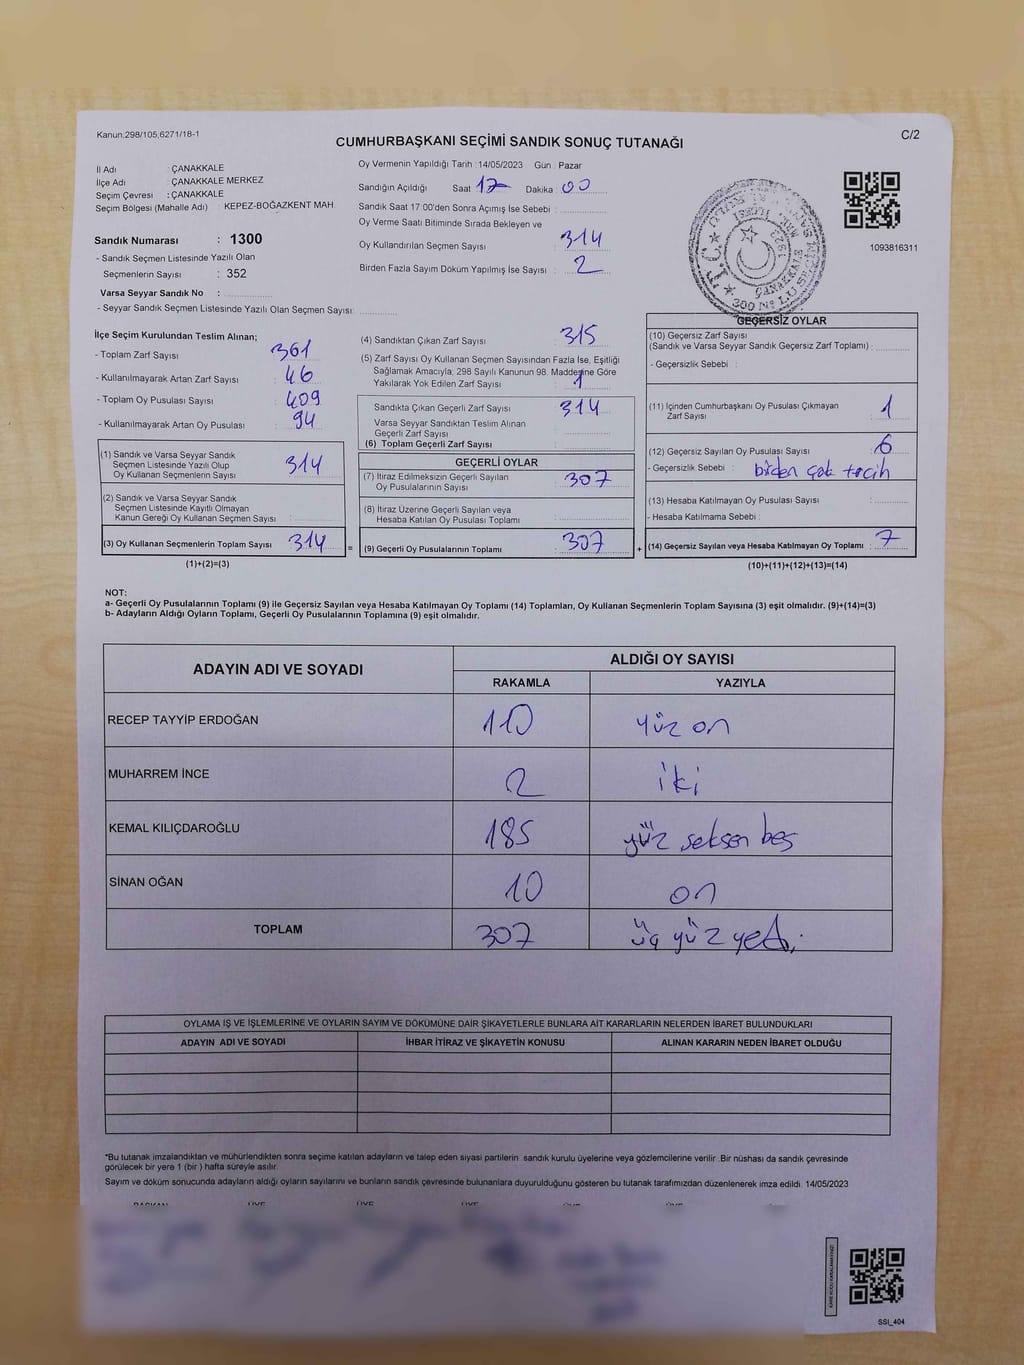 Kanun;298/105,6271/18-1
C/2
CUMHURBAŞKANI SEÇİMİ SANDIK SONUÇ TUTANAĞI
İl Adı : ÇANAKKALE
İlçe Adı : ÇANAKKALE MERKEZ
Seçim Çevresi : ÇANAKKALE
Seçim Bölgesi (Mahalle Adı) : KEPEZ-BOĞAZKENT MAH.
Sandık Numarası : 1300
- Sandık Seçmen Listesinde Yazılı Olan
Seçmenlerin Sayısı : 352
Varsa Seyyar Sandık No :
- Seyyar Sandık Seçmen Listesinde Yazılı Olan Seçmen Sayısı:
Oy Vermenin Yapıldığı Tarih : 14/05/2023 Gün : Pazar
Sandığın Açıldığı Saat : 17 Dakika : 00
Sandık Saat 17:00'den Sonra Açımış İse Sebebi :
Oy Verme Saati Bitiminde Sırada Bekleyen ve
Oy Kullandırılan Seçmen Sayısı : 314
Birden Fazla Sayım Döküm Yapılmış İse Sayısı : 2
T.C.
ÇANAKKALE
1093816311
İlçe Seçim Kurulundan Teslim Alınan;
- Toplam Zarf Sayısı : 361
- Kullanılmayarak Artan Zarf Sayısı : 46
- Toplam Oy Pusulası Sayısı : 409
- Kullanılmayarak Artan Oy Pusulası : 94
(1) Sandık ve Varsa Seyyar Sandık
Seçmen Listesinde Yazılı Olup
Oy Kullanan Seçmenlerin Sayısı : 314
(2) Sandık ve Varsa Seyyar Sandık
Seçmen Listesinde Kayıtlı Olmayan
Kanun Gereği Oy Kullanan Seçmen Sayısı :
(3) Oy Kullanan Seçmenlerin Toplam Sayısı : 314
(1)+(2)=(3)
(4) Sandıktan Çıkan Zarf Sayısı : 315
(5) Zarf Sayısı Oy Kullanan Seçmen Sayısından Fazla İse, Eşitliği
Sağlamak Amacıyla; 298 Sayılı Kanunun 98. Maddesine Göre
Yakılarak Yok Edilen Zarf Sayısı : 1
Sandıkta Çıkan Geçerli Zarf Sayısı : 314
Varsa Seyyar Sandıktan Teslim Alınan
Geçerli Zarf Sayısı :
(6) Toplam Geçerli Zarf Sayısı :
GEÇERLİ OYLAR
(7) İtiraz Edilmeksizin Geçerli Sayılan
Oy Pusulalarının Sayısı : 307
(8) İtiraz Üzerine Geçerli Sayılan veya
Hesaba Katılan Oy Pusulası Toplamı :
= (9) Geçerli Oy Pusulalarının Toplamı : 307 +
GEÇERSİZ OYLAR
(10) Geçersiz Zarf Sayısı
(Sandık ve Varsa Seyyar Sandık Geçersiz Zarf Toplamı) :
- Geçersizlik Sebebi :
(11) İçinden Cumhurbaşkanı Oy Pusulası Çıkmayan
Zarf Sayısı : 1
(12) Geçersiz Sayılan Oy Pusulası Sayısı : 6
- Geçersizlik Sebebi : birden çok tercih
(13) Hesaba Katılmayan Oy Pusulası Sayısı :
- Hesaba Katılmama Sebebi :
(14) Geçersiz Sayılan veya Hesaba Katılmayan Oy Toplamı : 7
(10)+(11)+(12)+(13)=(14)
NOT:
a- Geçerli Oy Pusulalarının Toplamı (9) ile Geçersiz Sayılan veya Hesaba Katılmayan Oy Toplamı (14) Toplamları, Oy Kullanan Seçmenlerin Toplam Sayısına (3) eşit olmalıdır. (9)+(14)=(3)
b- Adayların Aldığı Oyların Toplamı, Geçerli Oy Pusulalarının Toplamına (9) eşit olmalıdır.
ADAYIN ADI VE SOYADI ALDIĞI OY SAYISI
RAKAMLA YAZIYLA
RECEP TAYYİP ERDOĞAN 110 yüz on
MUHARREM İNCE 2 iki
KEMAL KILIÇDAROĞLU 185 yüz seksen beş
SİNAN OĞAN 10 on
TOPLAM 307 üç yüz yedi
OYLAMA İŞ VE İŞLEMLERİNE VE OYLARIN SAYIM VE DÖKÜMÜNE DAİR ŞİKAYETLERLE BUNLARA AİT KARARLARIN NELERDEN İBARET BULUNDUKLARI
ADAYIN ADI VE SOYADI İHBAR İTİRAZ VE ŞİKAYETİN KONUSU ALINAN KARARIN NEDEN İBARET OLDUĞU
*Bu tutanak imzalandıktan ve mühürlendikten sonra seçime katılan adayların ve talep eden siyasi partilerin sandık kurulu üyelerine veya gözlemcilerine verilir. Bir nüshası da sandık çevresinde
görülecek bir yere 1 (bir) hafta süreyle asılır.
Sayım ve döküm sonucunda adayların aldığı oyların sayılarını ve bunların sandık çevresinde bulunanlara duyurulduğunu gösteren bu tutanak tarafımızdan düzenlenerek imza edildi. 14/05/2023
BAŞKAN ÜYE ÜYE ÜYE ÜYE ÜYE
SSI_404